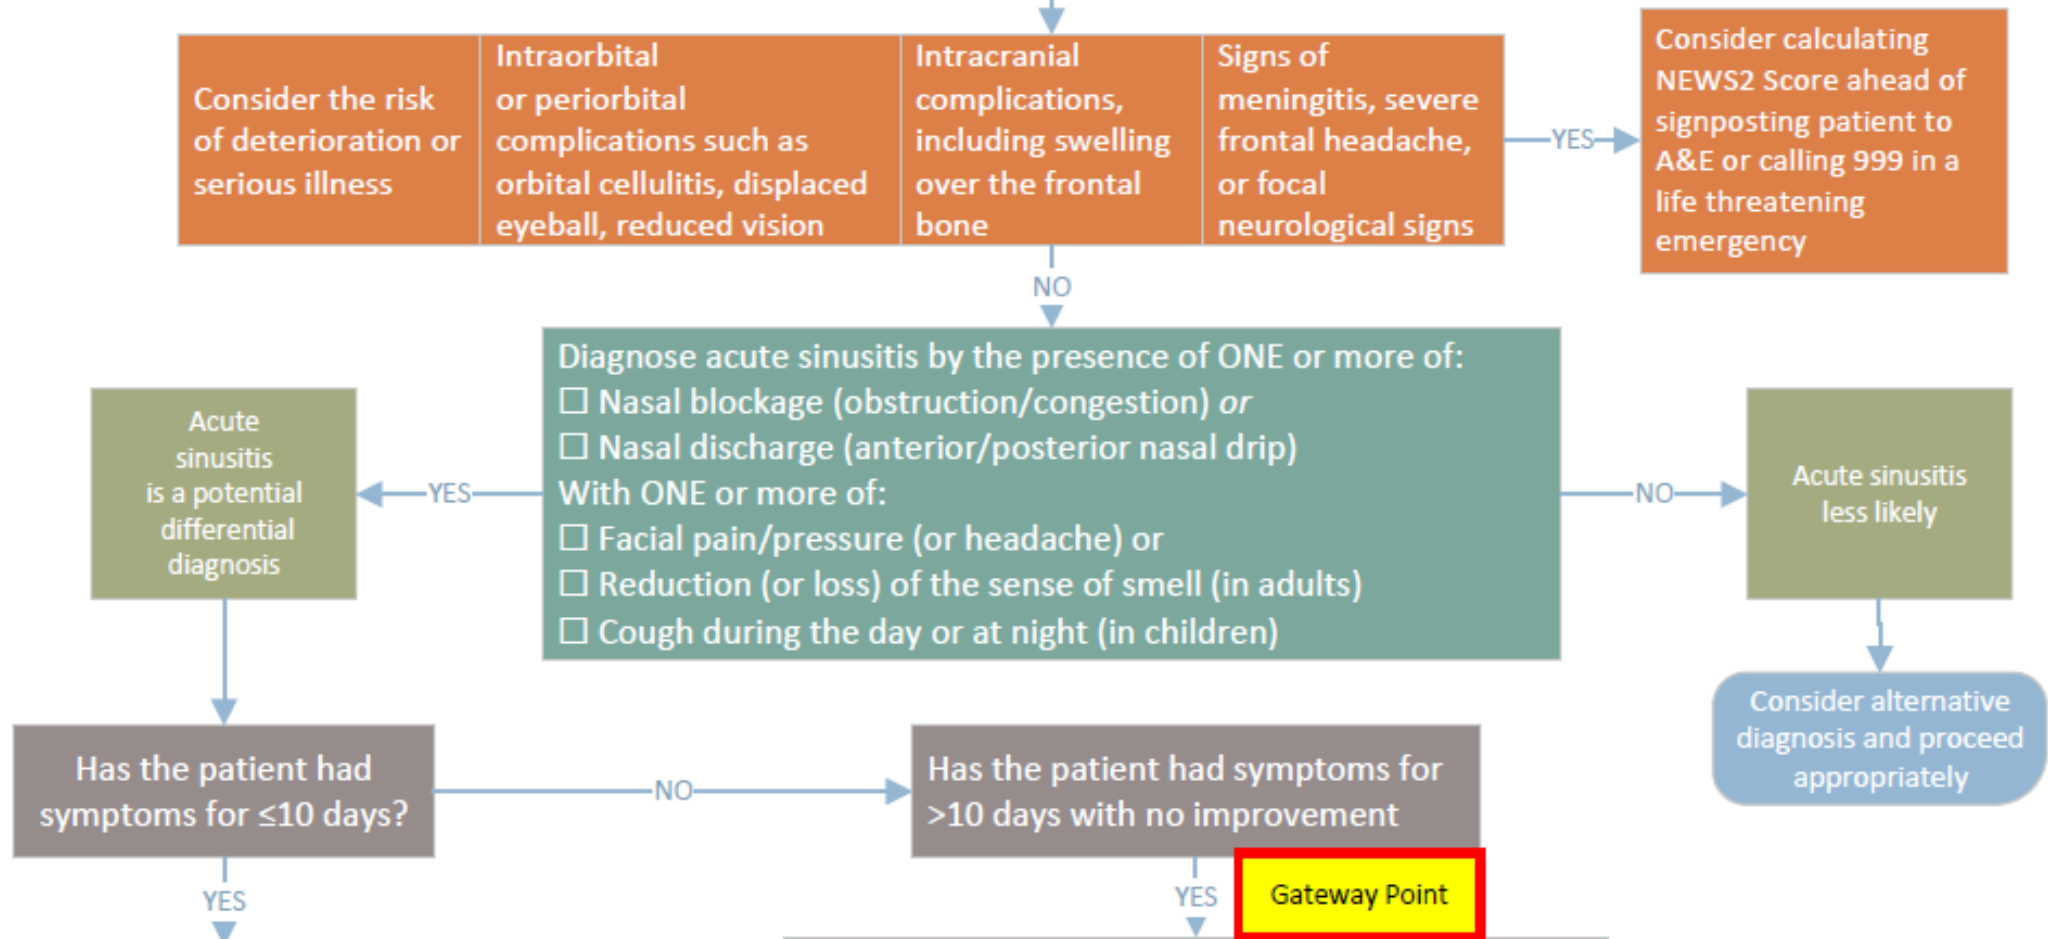 Consider the risk
of deterioration or
serious illness
Intraorbital
or periorbital
complications such as
orbital cellulitis, displaced
eyeball, reduced vision
Intracranial
complications,
including swelling
over the frontal
bone
Signs of
meningitis, severe
frontal headache,
or focal
neurological signs
YES
Consider calculating
NEWS2 Score ahead of
signposting patient to
A&E or calling 999 in a
life threatening
emergency
NO
Diagnose acute sinusitis by the presence of ONE or more of:
☐ Nasal blockage (obstruction/congestion) or
☐ Nasal discharge (anterior/posterior nasal drip)
With ONE or more of:
☐ Facial pain/pressure (or headache) or
☐ Reduction (or loss) of the sense of smell (in adults)
☐ Cough during the day or at night (in children)
YES
Acute
sinusitis
is a potential
differential
diagnosis
NO
Acute sinusitis
less likely
Consider alternative
diagnosis and proceed
appropriately
Has the patient had
symptoms for ≤10 days?
NO
Has the patient had symptoms for
>10 days with no improvement
YES
YES
Gateway Point